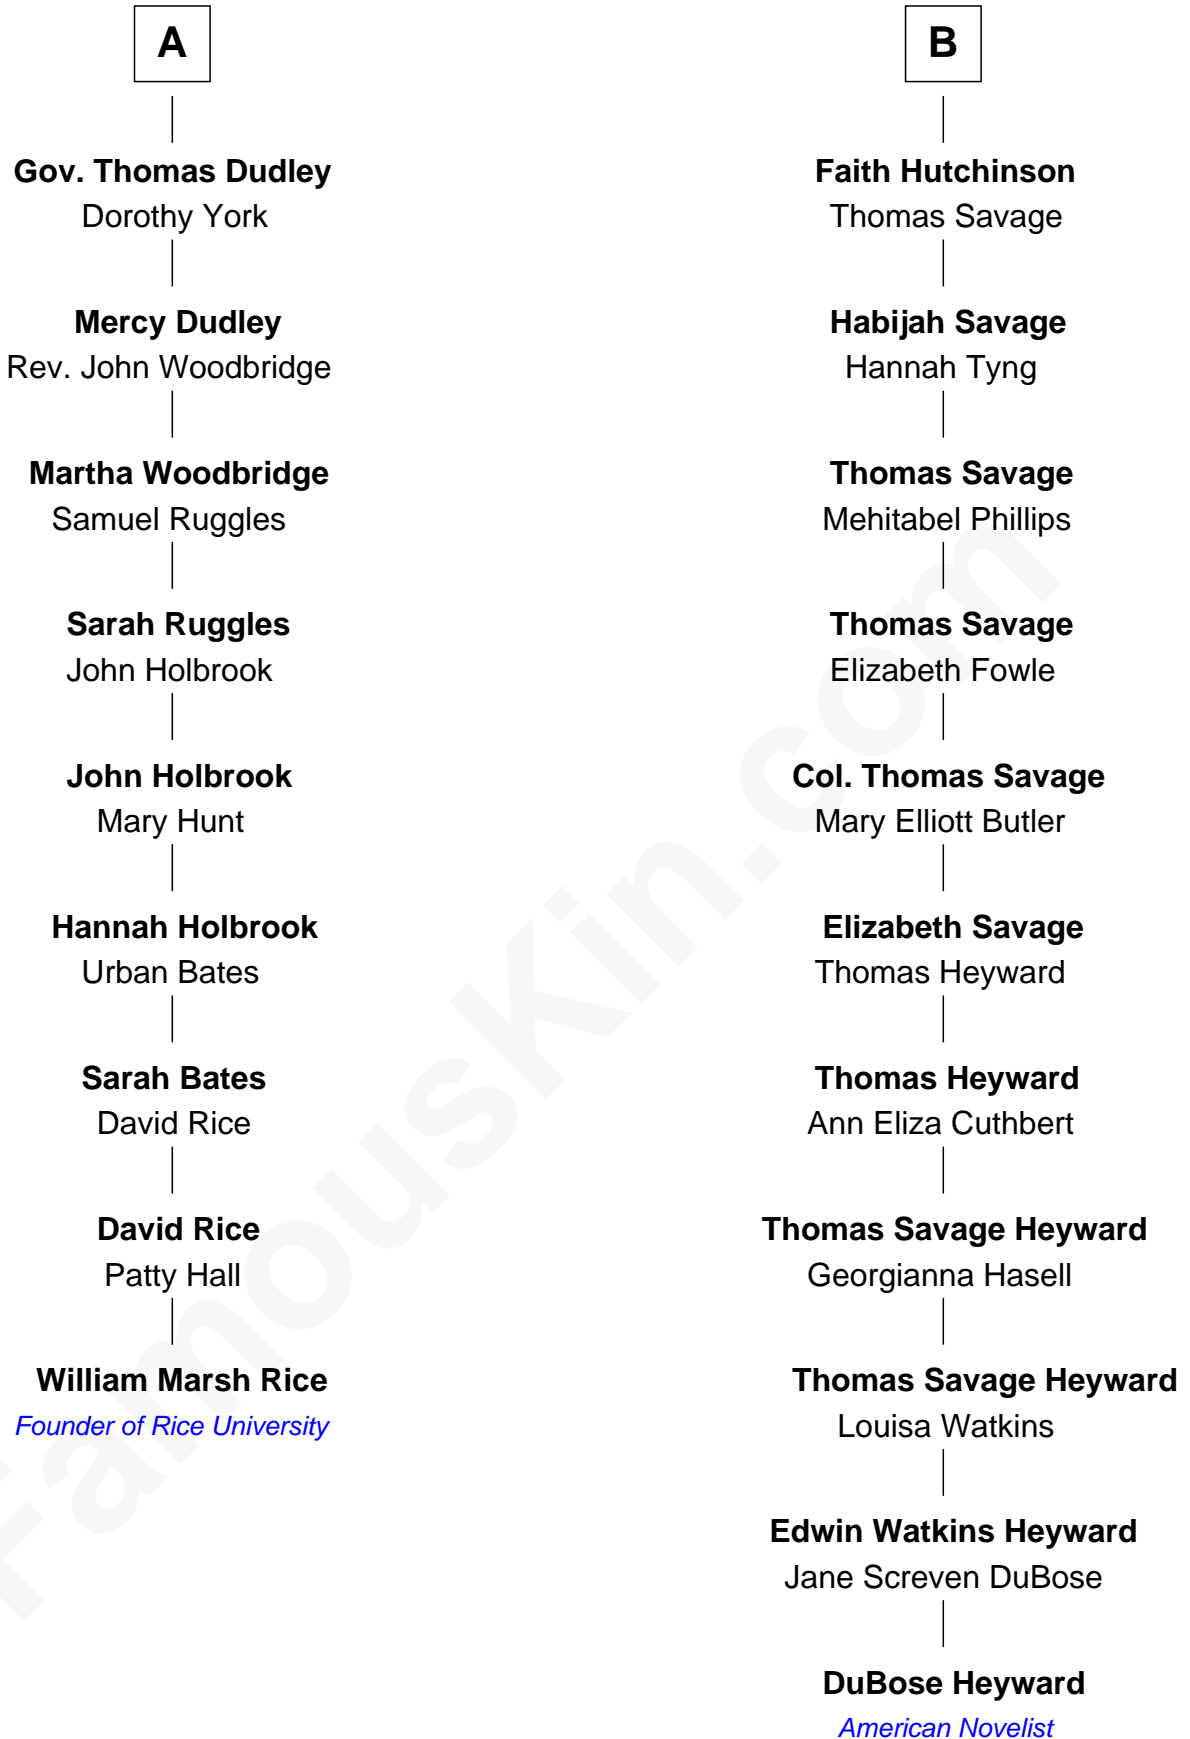 A
Gov. Thomas Dudley
Dorothy York
Mercy Dudley
Rev. John Woodbridge
Martha Woodbridge
Samuel Ruggles
Sarah Ruggles
John Holbrook
John Holbrook
Mary Hunt
Hannah Holbrook
Urban Bates
Sarah Bates
David Rice
David Rice
Patty Hall
William Marsh Rice
Founder of Rice University
B
Faith Hutchinson
Thomas Savage
Habijah Savage
Hannah Tyng
Thomas Savage
Mehitabel Phillips
Thomas Savage
Elizabeth Fowle
Col. Thomas Savage
Mary Elliott Butler
Elizabeth Savage
Thomas Heyward
Thomas Heyward
Ann Eliza Cuthbert
Thomas Savage Heyward
Georgianna Hasell
Thomas Savage Heyward
Louisa Watkins
Edwin Watkins Heyward
Jane Screven DuBose
DuBose Heyward
American Novelist
FamousKin.com